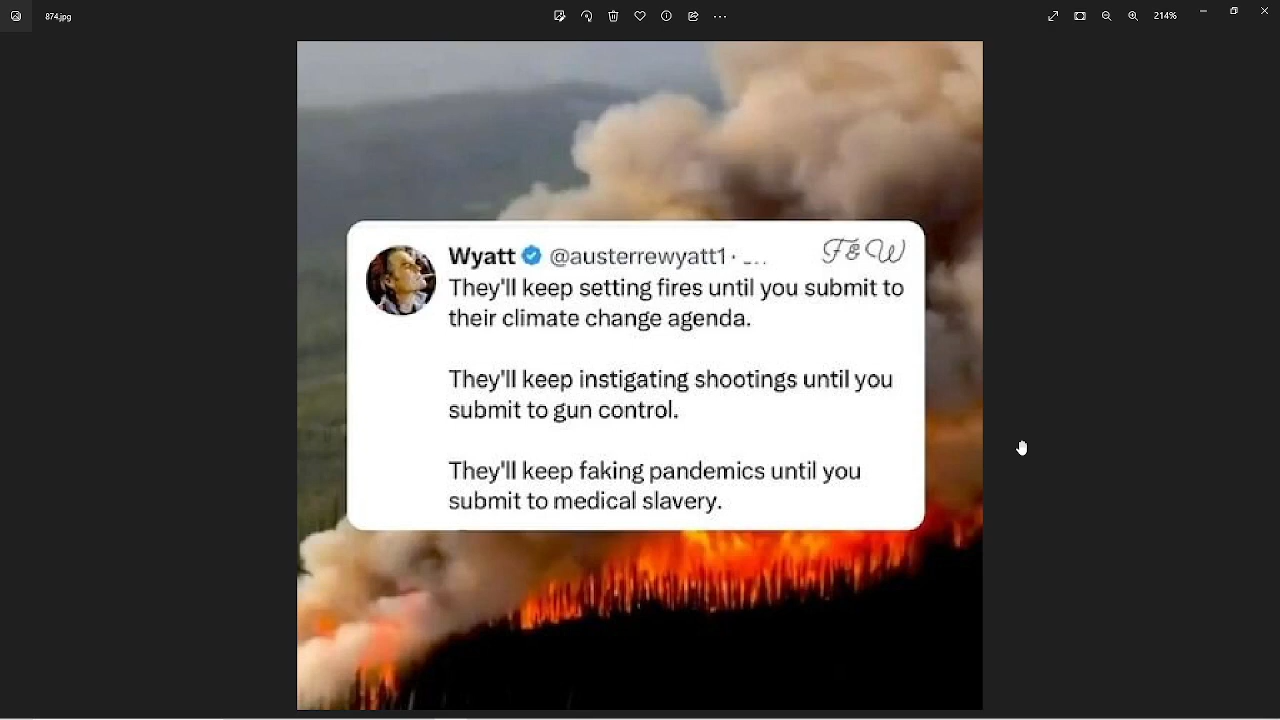 874.jpg
214%
Wyatt @austerrewyatt1 ·
F&W
They'll keep setting fires until you submit to
their climate change agenda.
They'll keep instigating shootings until you
submit to gun control.
They'll keep faking pandemics until you
submit to medical slavery.